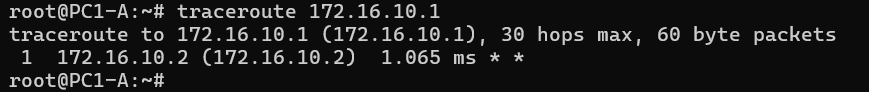 root@PC1-A:~# traceroute 172.16.10.1
traceroute to 172.16.10.1 (172.16.10.1), 30 hops max, 60 byte packets
 1  172.16.10.2 (172.16.10.2)  1.065 ms * *
root@PC1-A:~#